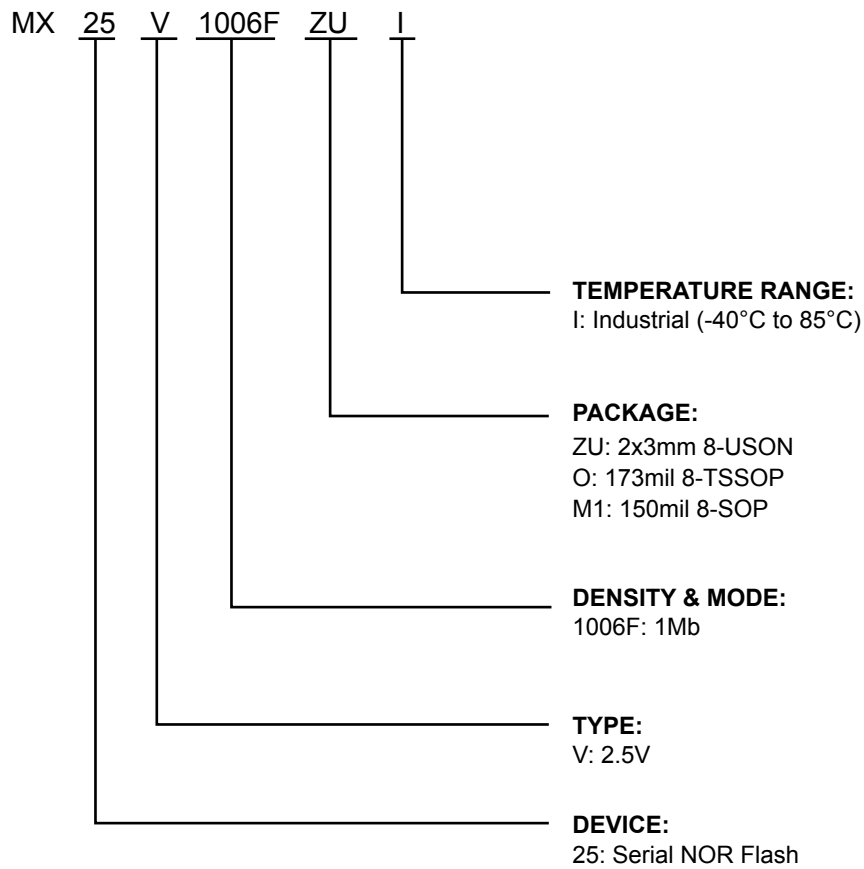 MX 25 V 1006F ZU I
TEMPERATURE RANGE:
I: Industrial (-40°C to 85°C)
PACKAGE:
ZU: 2x3mm 8-USON
O: 173mil 8-TSSOP
M1: 150mil 8-SOP
DENSITY & MODE:
1006F: 1Mb
TYPE:
V: 2.5V
DEVICE:
25: Serial NOR Flash